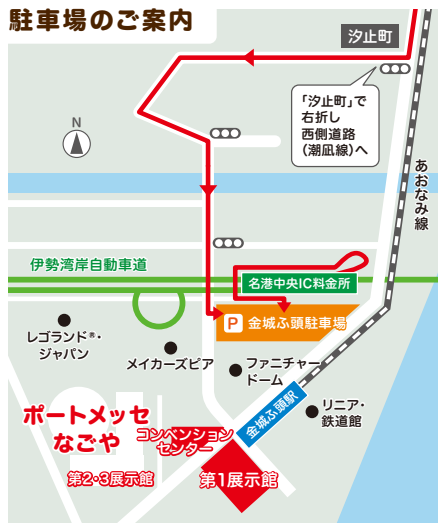 駐車場のご案内
汐止町
「汐止町」で
右折し
西側道路
(潮凪線)へ
N
あおなみ線
伊勢湾岸自動車道
名港中央IC料金所
P 金城ふ頭駐車場
レゴランド®・
ジャパン
メイカーズピア
ファニチャー
ドーム
金城ふ頭駅
リニア・
鉄道館
ポートメッセ
なごや
コンベンション
センター
第2・3展示館
第1展示館